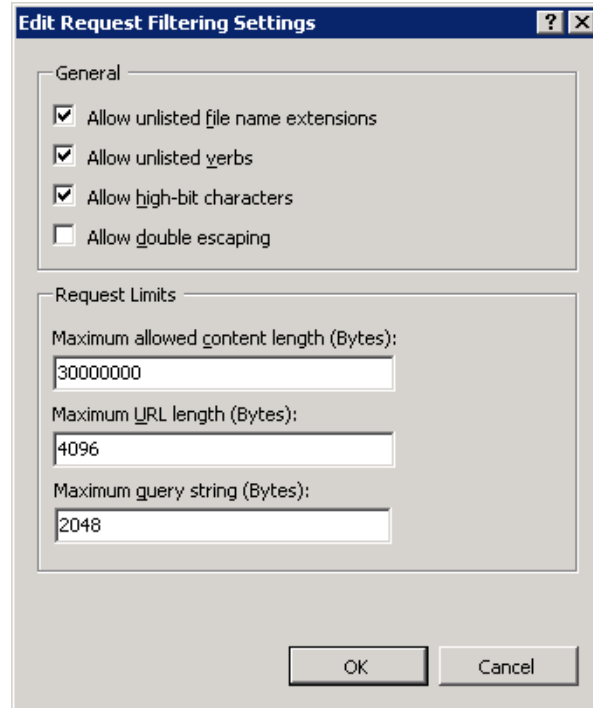 Edit Request Filtering Settings
General
Allow unlisted file name extensions
Allow unlisted verbs
Allow high-bit characters
Allow double escaping
Request Limits
Maximum allowed content length (Bytes):
30000000
Maximum URL length (Bytes):
4096
Maximum query string (Bytes):
2048
OK Cancel